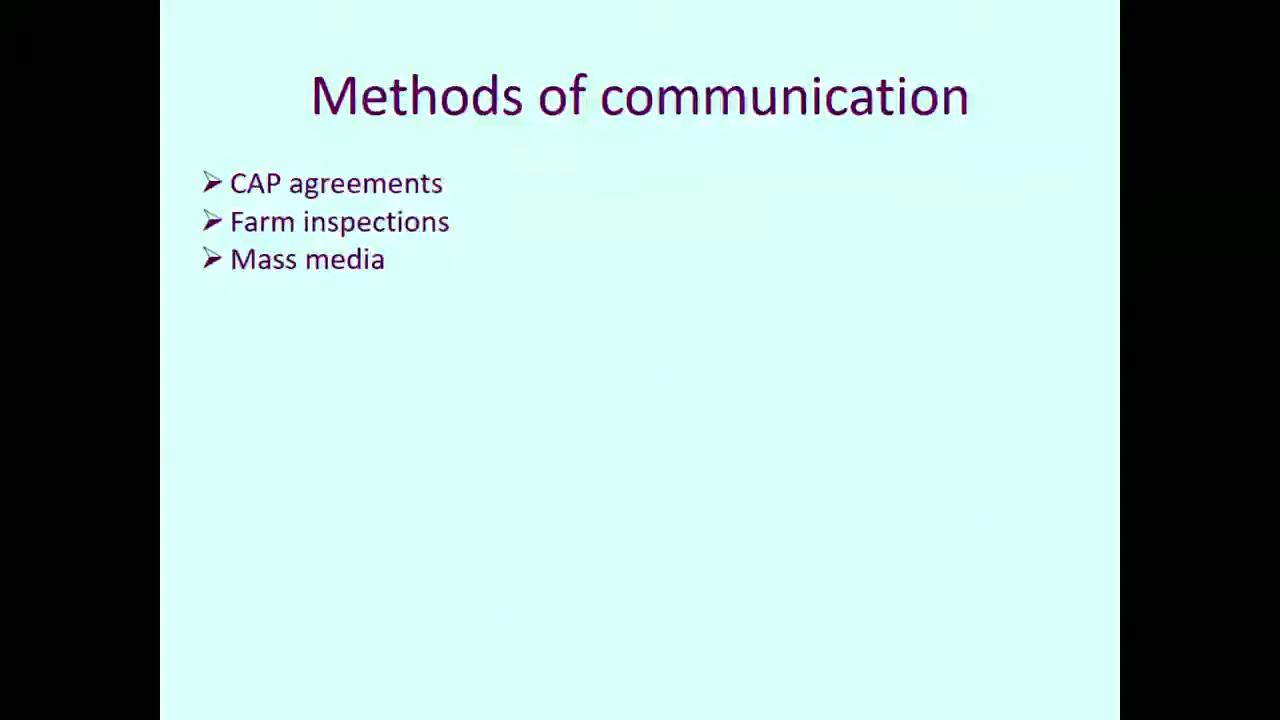 Methods of communication
➢ CAP agreements
➢ Farm inspections
➢ Mass media